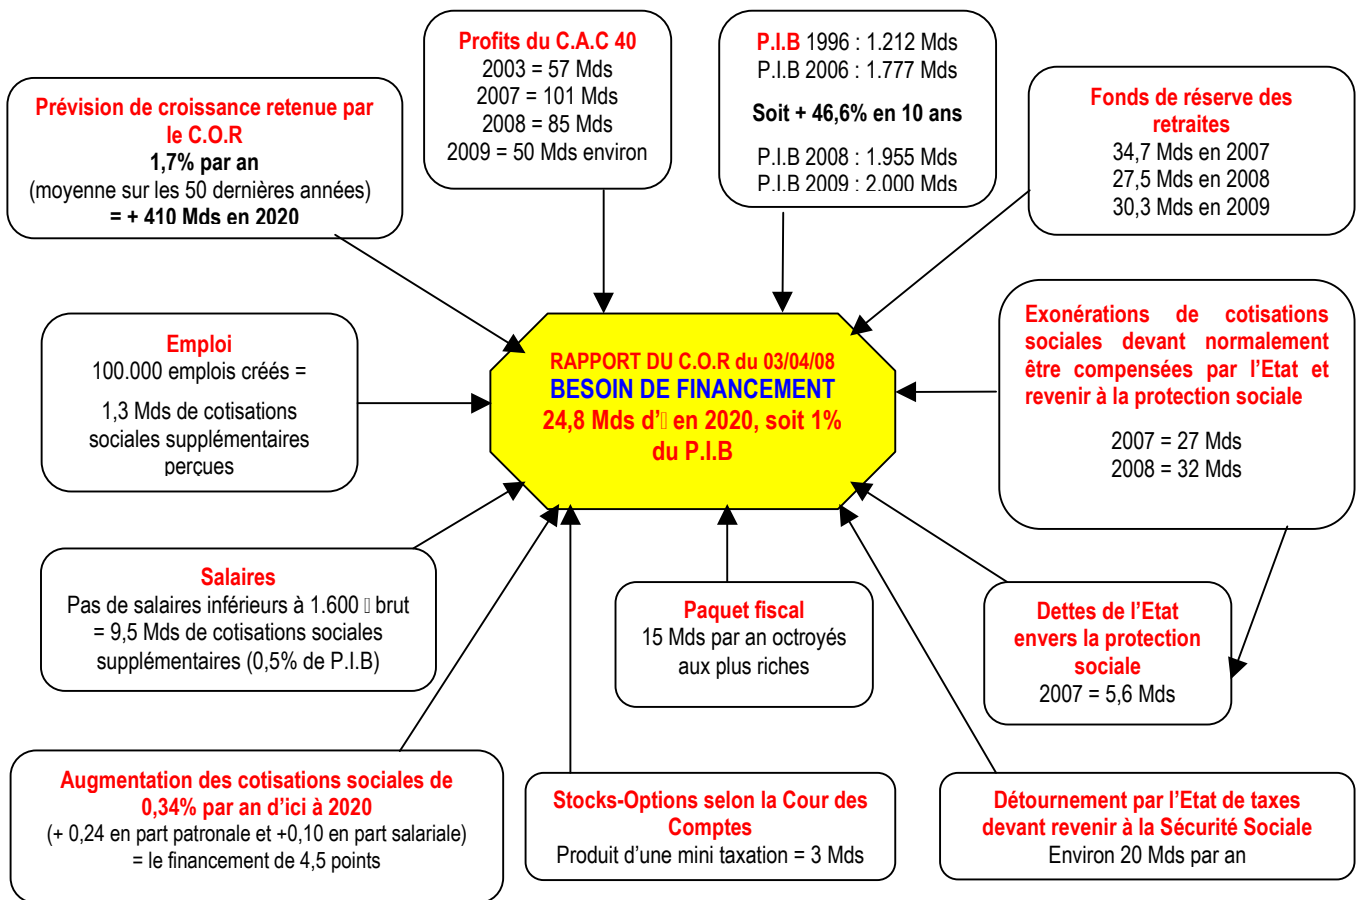 Profits du C.A.C 40
2003 = 57 Mds
2007 = 101 Mds
2008 = 85 Mds
2009 = 50 Mds environ
P.I.B 1996 : 1.212 Mds
P.I.B 2006 : 1.777 Mds
Soit + 46,6% en 10 ans
P.I.B 2008 : 1.955 Mds
P.I.B 2009 : 2.000 Mds
Prévision de croissance retenue par
le C.O.R
1,7% par an
(moyenne sur les 50 dernières années)
= + 410 Mds en 2020
Fonds de réserve des
retraites
34,7 Mds en 2007
27,5 Mds en 2008
30,3 Mds en 2009
Emploi
100.000 emplois créés =
1,3 Mds de cotisations
sociales supplémentaires
perçues
RAPPORT DU C.O.R du 03/04/08
BESOIN DE FINANCEMENT
24,8 Mds d'▯ en 2020, soit 1%
du P.I.B
Exonérations de cotisations
sociales devant normalement
être compensées par l'Etat et
revenir à la protection sociale
2007 = 27 Mds
2008 = 32 Mds
Salaires
Pas de salaires inférieurs à 1.600 ▯ brut
= 9,5 Mds de cotisations sociales
supplémentaires (0,5% de P.I.B)
Paquet fiscal
15 Mds par an octroyés
aux plus riches
Dettes de l'Etat
envers la protection
sociale
2007 = 5,6 Mds
Augmentation des cotisations sociales de
0,34% par an d'ici à 2020
(+ 0,24 en part patronale et +0,10 en part salariale)
= le financement de 4,5 points
Stocks-Options selon la Cour des
Comptes
Produit d'une mini taxation = 3 Mds
Détournement par l'Etat de taxes
devant revenir à la Sécurité Sociale
Environ 20 Mds par an